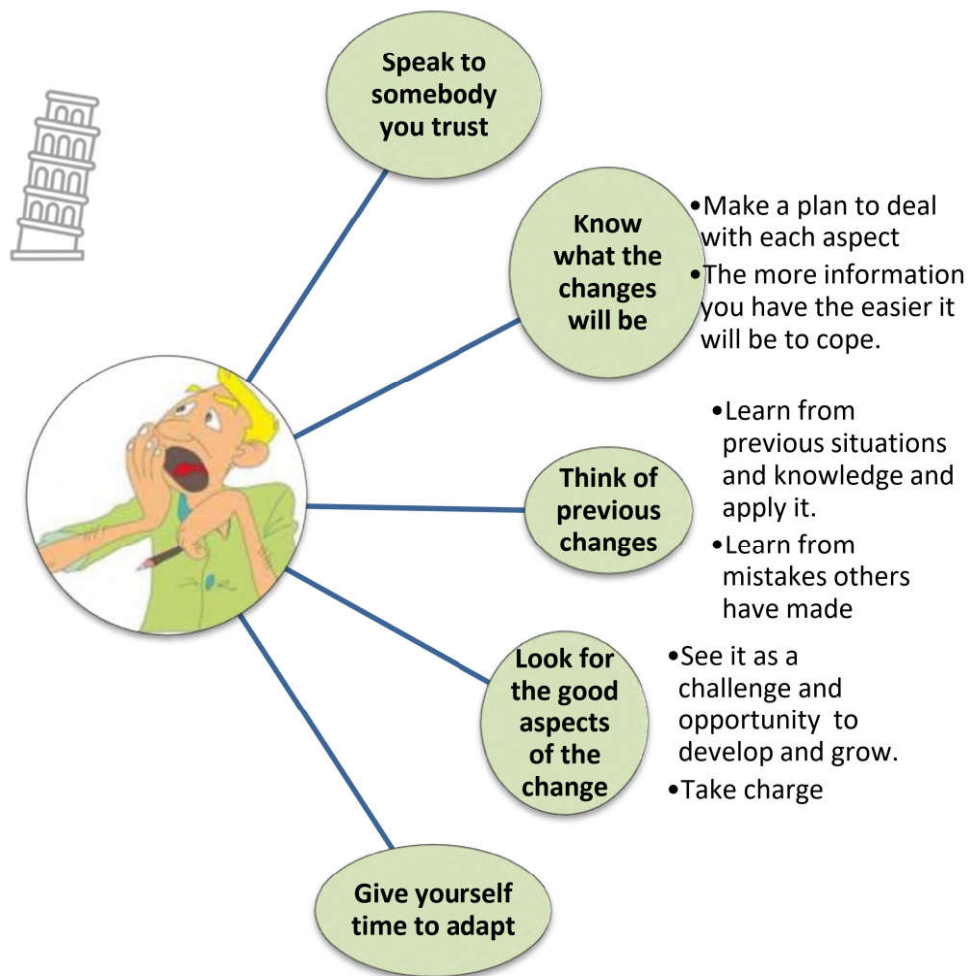 Speak to
somebody
you trust
Know
what the
changes
will be
•Make a plan to deal
with each aspect
•The more information
you have the easier it
will be to cope.
Think of
previous
changes
•Learn from
previous situations
and knowledge and
apply it.
•Learn from
mistakes others
have made
Look for
the good
aspects
of the
change
•See it as a
challenge and
opportunity to
develop and grow.
•Take charge
Give yourself
time to adapt